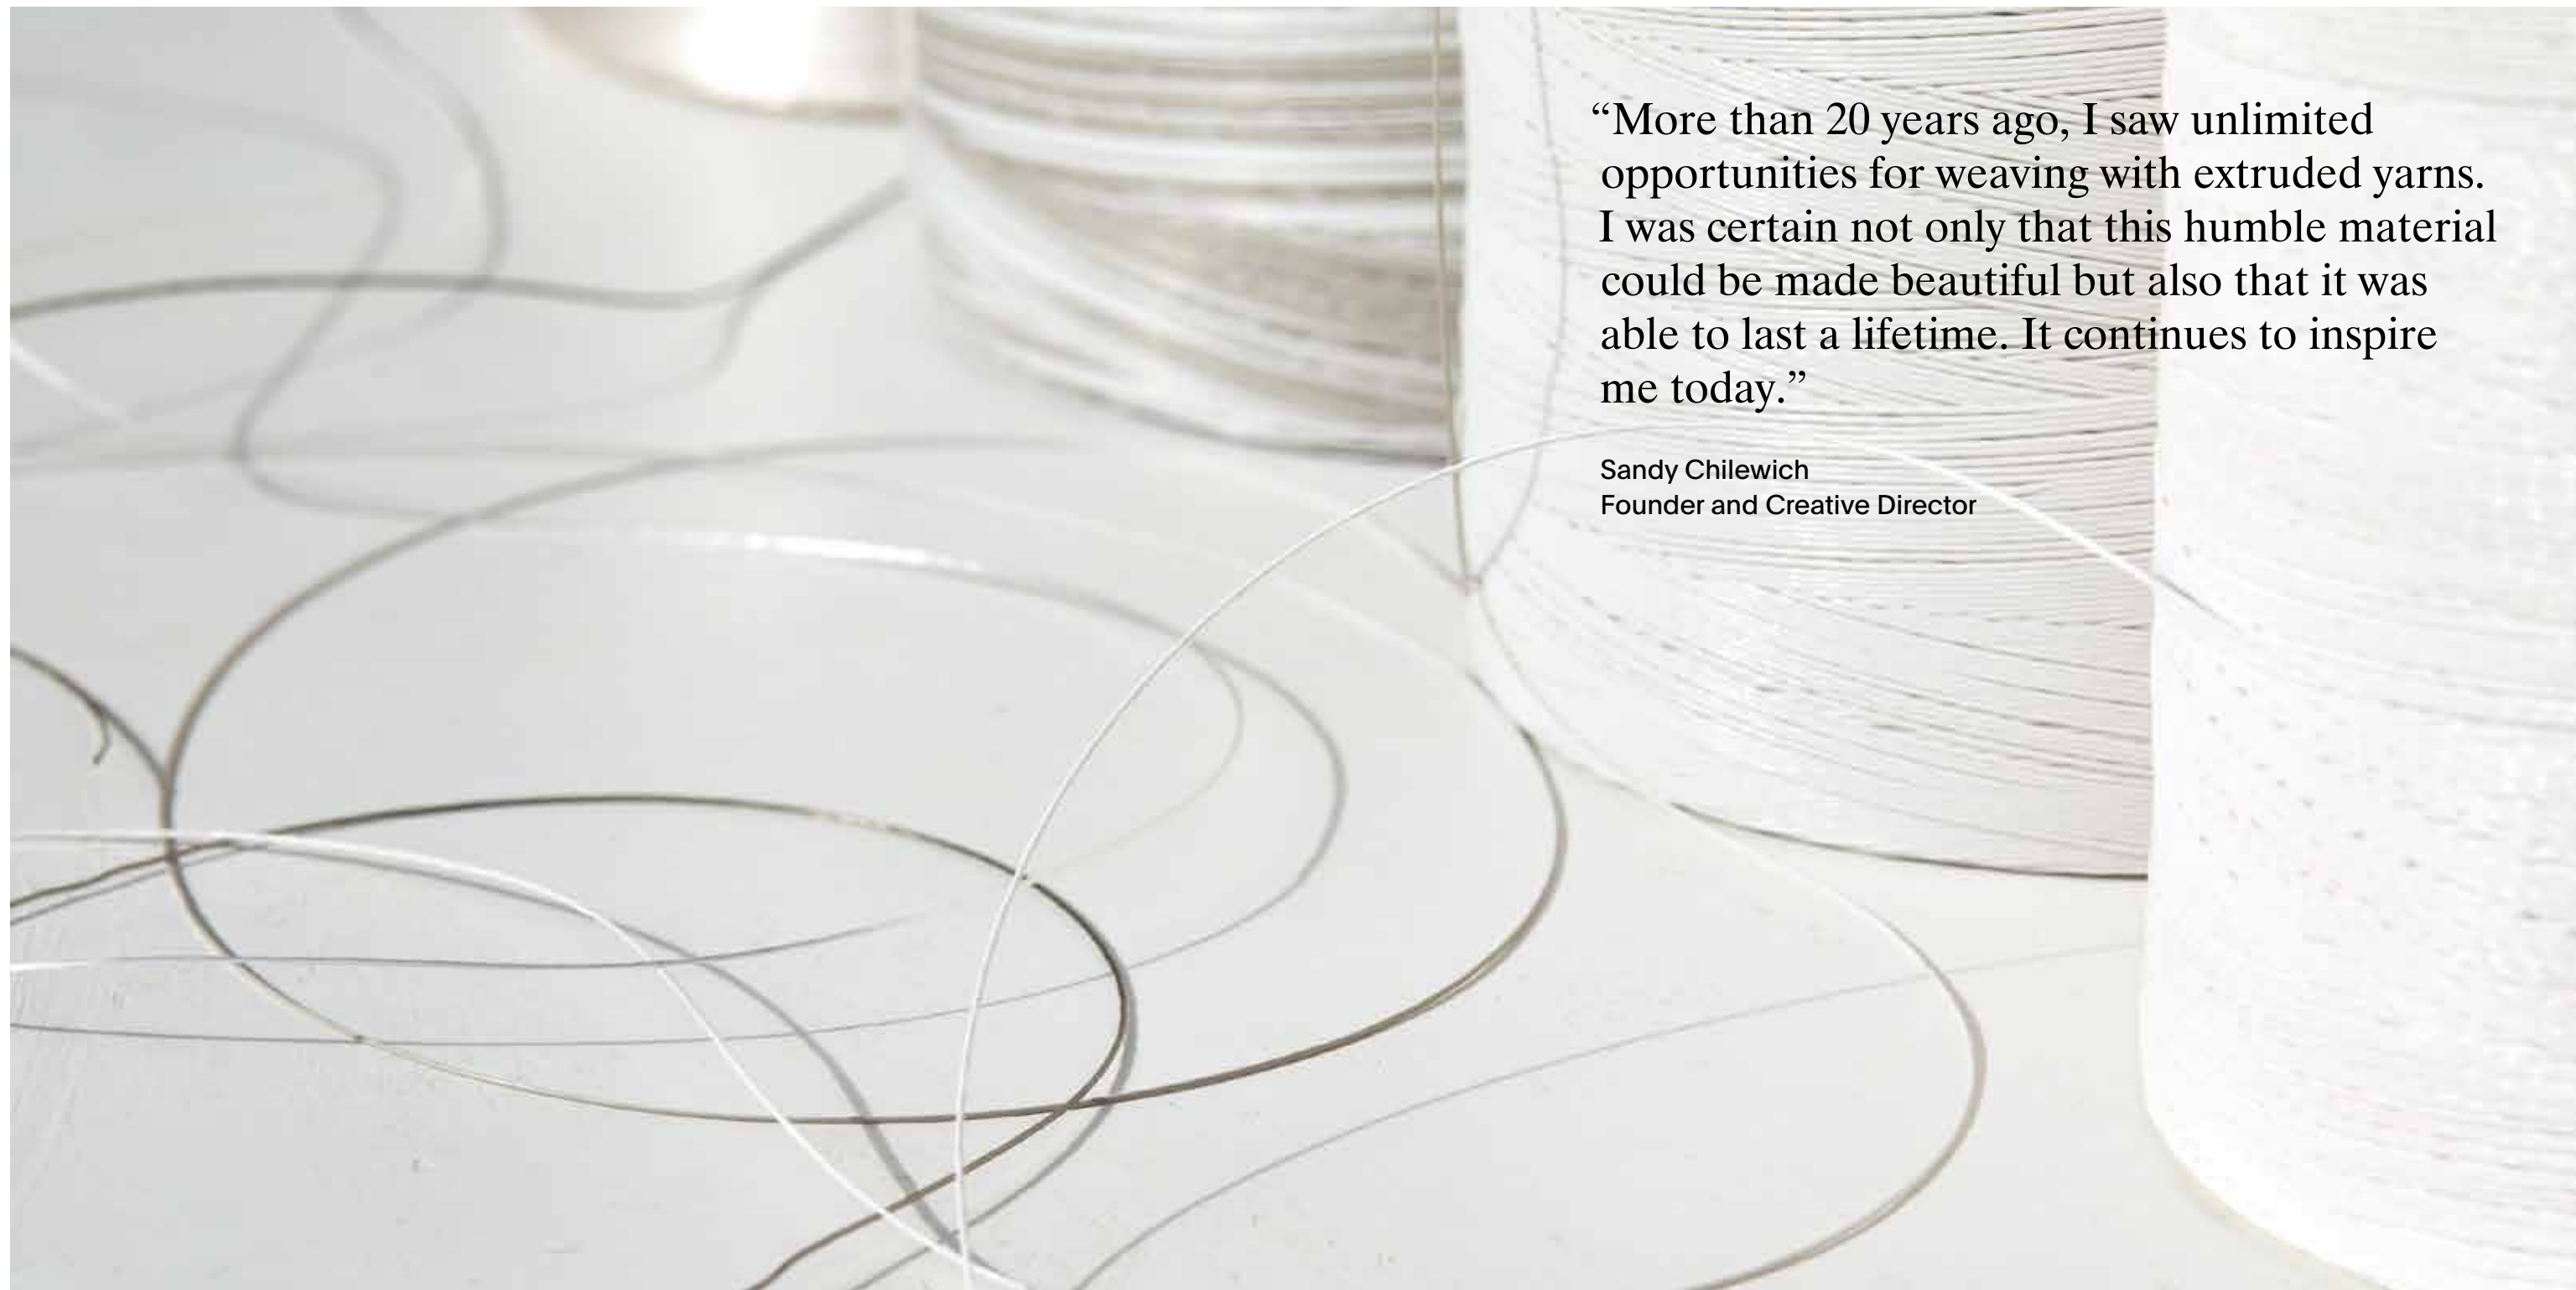 “More than 20 years ago, I saw unlimited
opportunities for weaving with extruded yarns.
I was certain not only that this humble material
could be made beautiful but also that it was
able to last a lifetime. It continues to inspire
me today.”
Sandy Chilewich
Founder and Creative Director